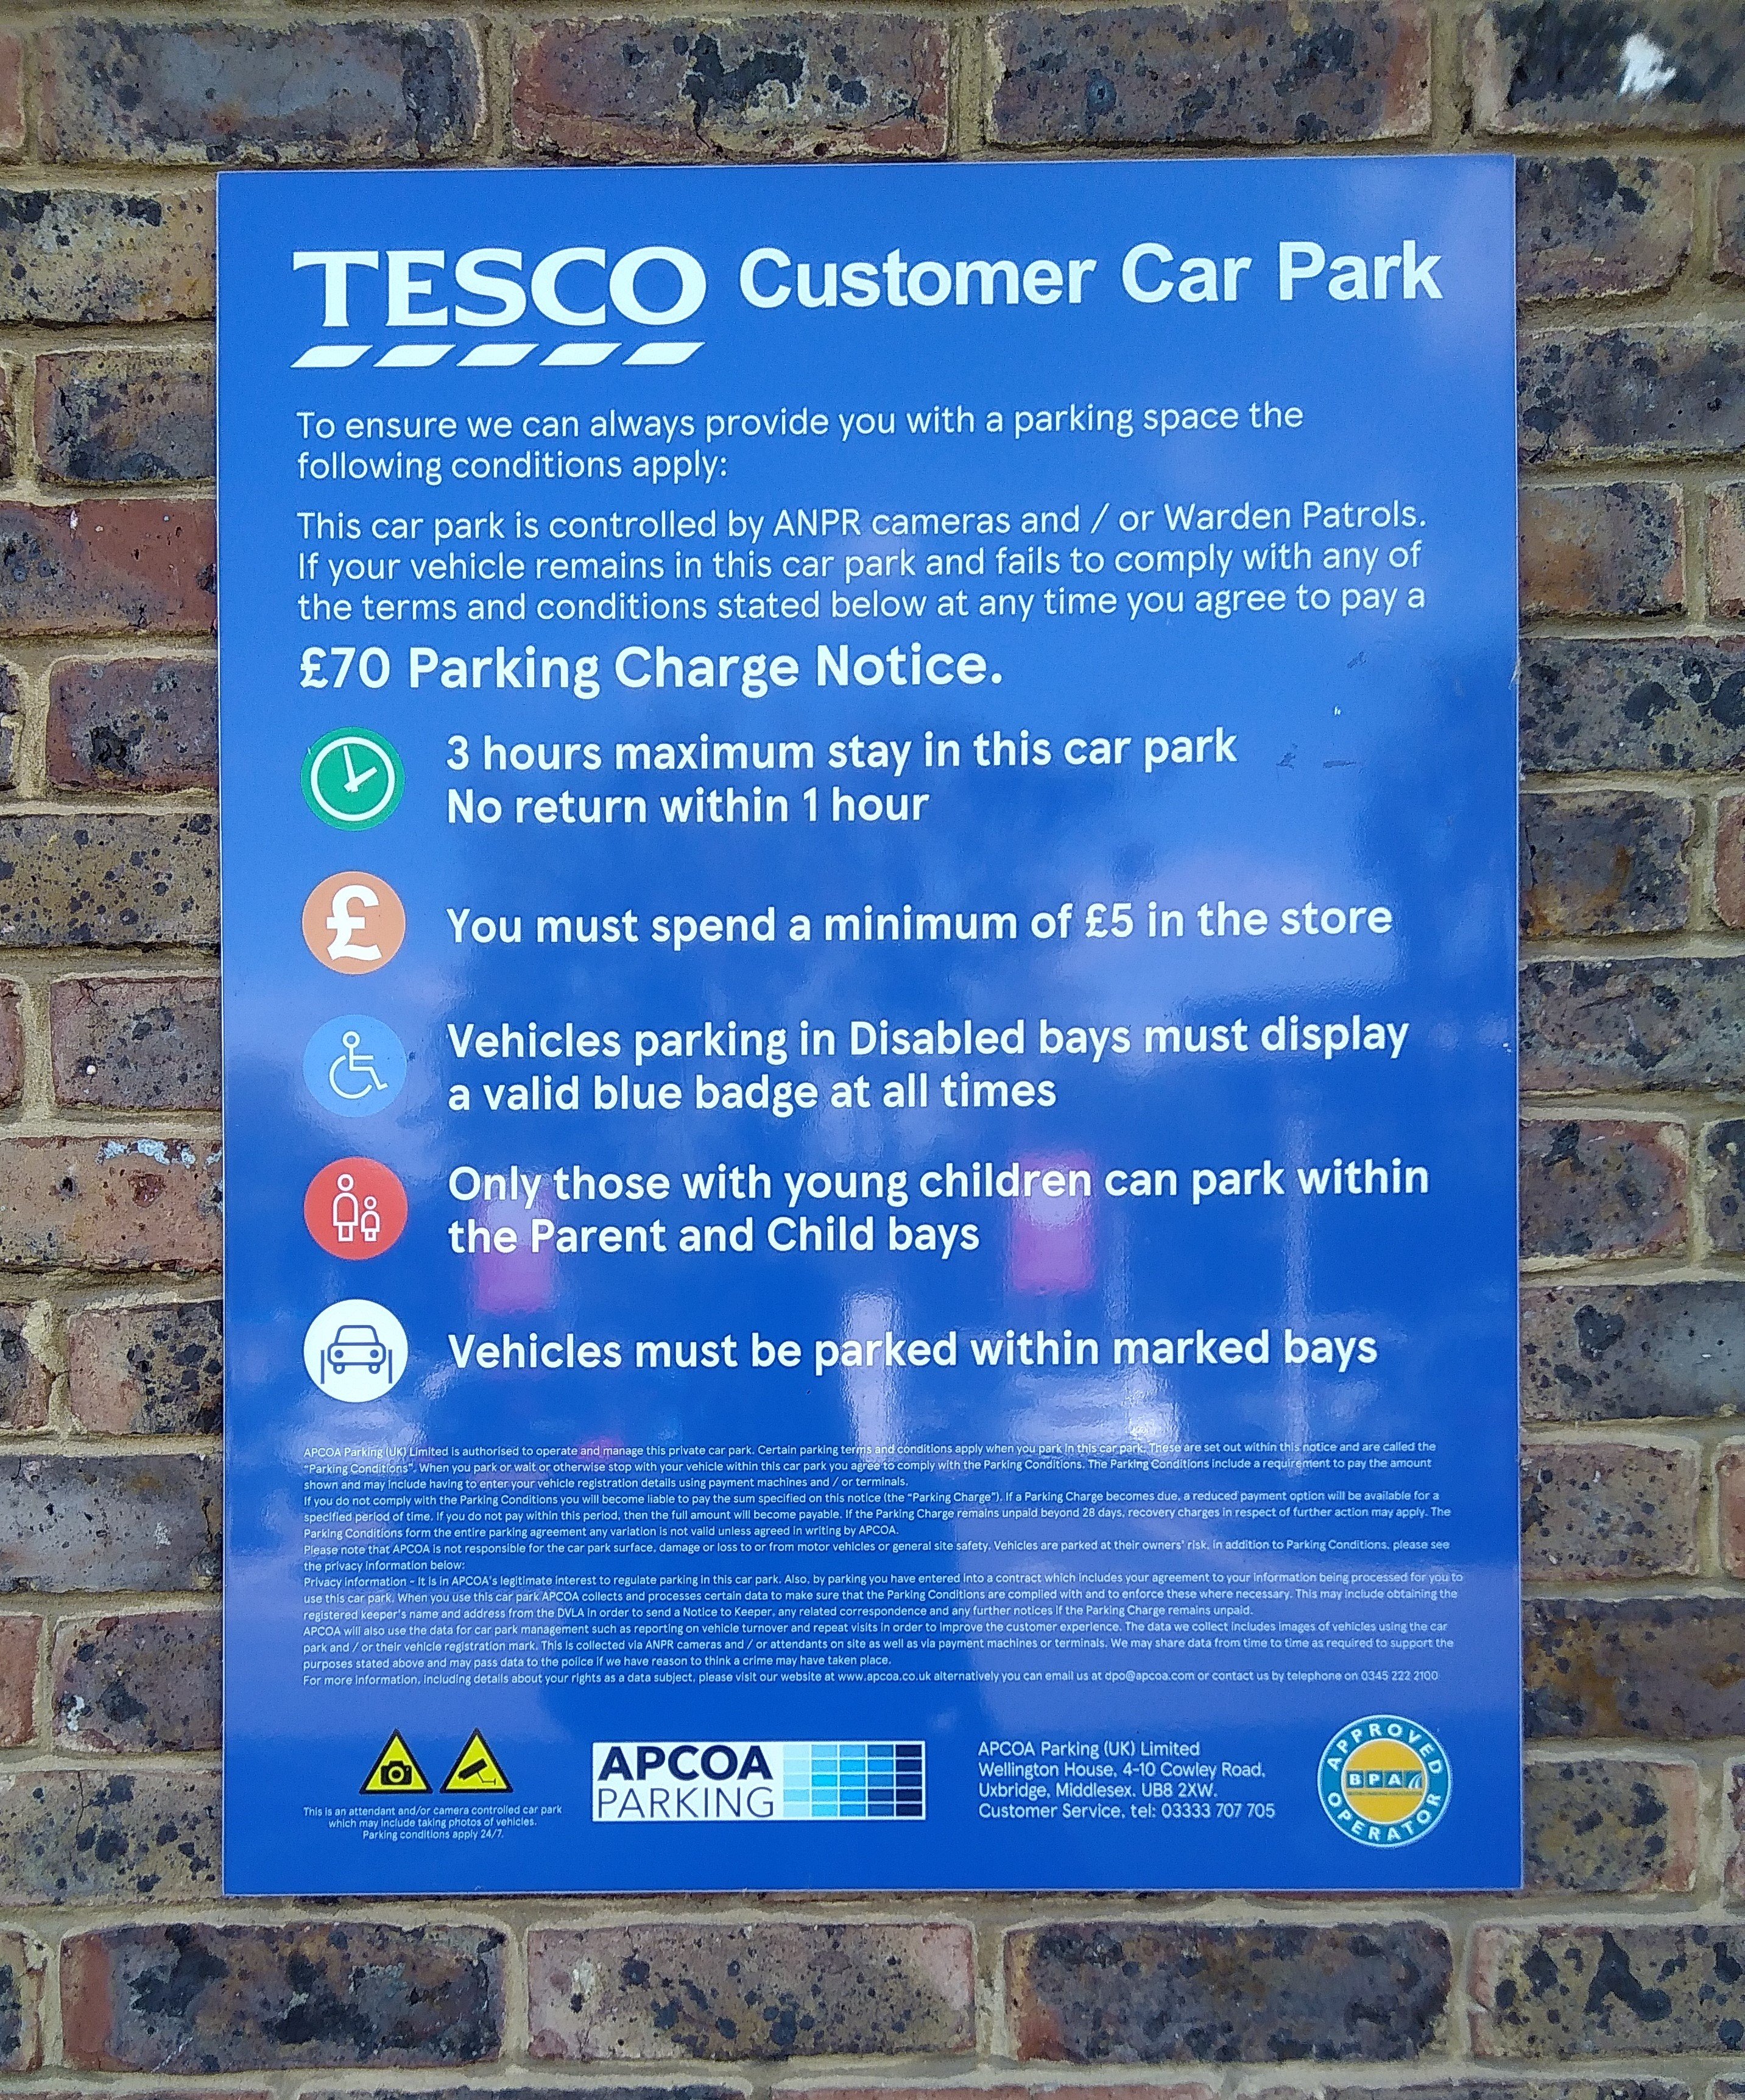 TESCO Customer Car Park
To ensure we can always provide you with a parking space the
following conditions apply:
This car park is controlled by ANPR cameras and / or Warden Patrols.
If your vehicle remains in this car park and fails to comply with any of
the terms and conditions stated below at any time you agree to pay a
£70 Parking Charge Notice.
3 hours maximum stay in this car park
No return within 1 hour
£
You must spend a minimum of £5 in the store
Vehicles parking in Disabled bays must display
a valid blue badge at all times
Only those with young children can park within
the Parent and Child bays
Vehicles must be parked within marked bays
APCOA Parking (UK) Limited is authorised to operate and manage this private car park. Certain parking terms and conditions apply when you park in this car park. These are set out within this notice and are called the
"Parking Conditions". When you park or wait or otherwise stop with your vehicle within this car park you agree to comply with the Parking Conditions. The Parking Conditions include a requirement to pay the amount
shown and may include having to enter your vehicle registration details using payment machines and / or terminals.
If you do not comply with the Parking Conditions you will become liable to pay the sum specified on this notice (the "Parking Charge"). If a Parking Charge becomes due, a reduced payment option will be available for a
specified period of time. If you do not pay within this period, then the full amount will become payable. If the Parking Charge remains unpaid beyond 28 days, recovery charges in respect of further action may apply. The
Parking Conditions form the entire parking agreement any variation is not valid unless agreed in writing by APCOA.
Please note that APCOA is not responsible for the car park surface, damage or loss to or from motor vehicles or general site safety. Vehicles are parked at their owners' risk, in addition to Parking Conditions, please see
the privacy information below:
Privacy information - It is in APCOA's legitimate interest to regulate parking in this car park. Also, by parking you have entered into a contract which includes your agreement to your information being processed for you to
use this car park. When you use this car park APCOA collects and processes certain data to make sure that the Parking Conditions are complied with and to enforce these where necessary. This may include obtaining the
registered keeper's name and address from the DVLA in order to send a Notice to Keeper, any related correspondence and any further notices if the Parking Charge remains unpaid.
APCOA will also use the data for car park management such as reporting on vehicle turnover and repeat visits in order to improve the customer experience. The data we collect includes images of vehicles using the car
park and / or their vehicle registration mark. This is collected via ANPR cameras and / or attendants on site as well as via payment machines or terminals. We may share data from time to time as required to support the
purposes stated above and may pass data to the police if we have reason to think a crime may have taken place.
For more information, including details about your rights as a data subject, please visit our website at www.apcoa.co.uk alternatively you can email us at dpo@apcoa.com or contact us by telephone on 0345 222 2100
This is an attendant and/or camera controlled car park
which may include taking photos of vehicles.
Parking conditions apply 24/7.
APCOA
PARKING
APCOA Parking (UK) Limited
Wellington House, 4-10 Cowley Road,
Uxbridge, Middlesex. UB8 2XW.
Customer Service, tel: 03333 707 705
APPROVED
BPA
OPERATOR